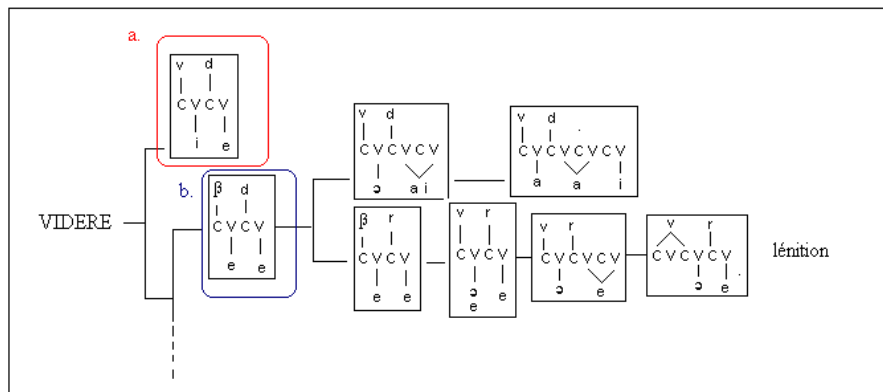 a.
v d
C V C V
i e
b.
β d
C V C V
e e
VIDERE
v d
C V C V C V
ɔ a i
v d
C V C V C V C V
a a i
β r
C V C V
e e
v r
C V C V
ɔ e
e
v r
C V C V C V
ɔ e
v r
C V C V C V
ɔ e
lénition